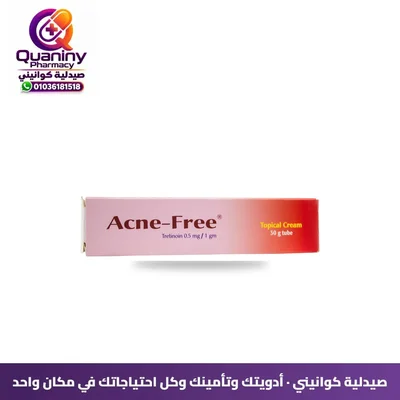 Quaniny
Pharmacy
صيدلية كوانيني
01036181518
Acne-Free®
Tretinoin 0.5 mg / 1 gm
Topical Cream
50 g tube
صيدلية كوانيني - أدويتك وتأمينك وكل احتياجاتك في مكان واحد